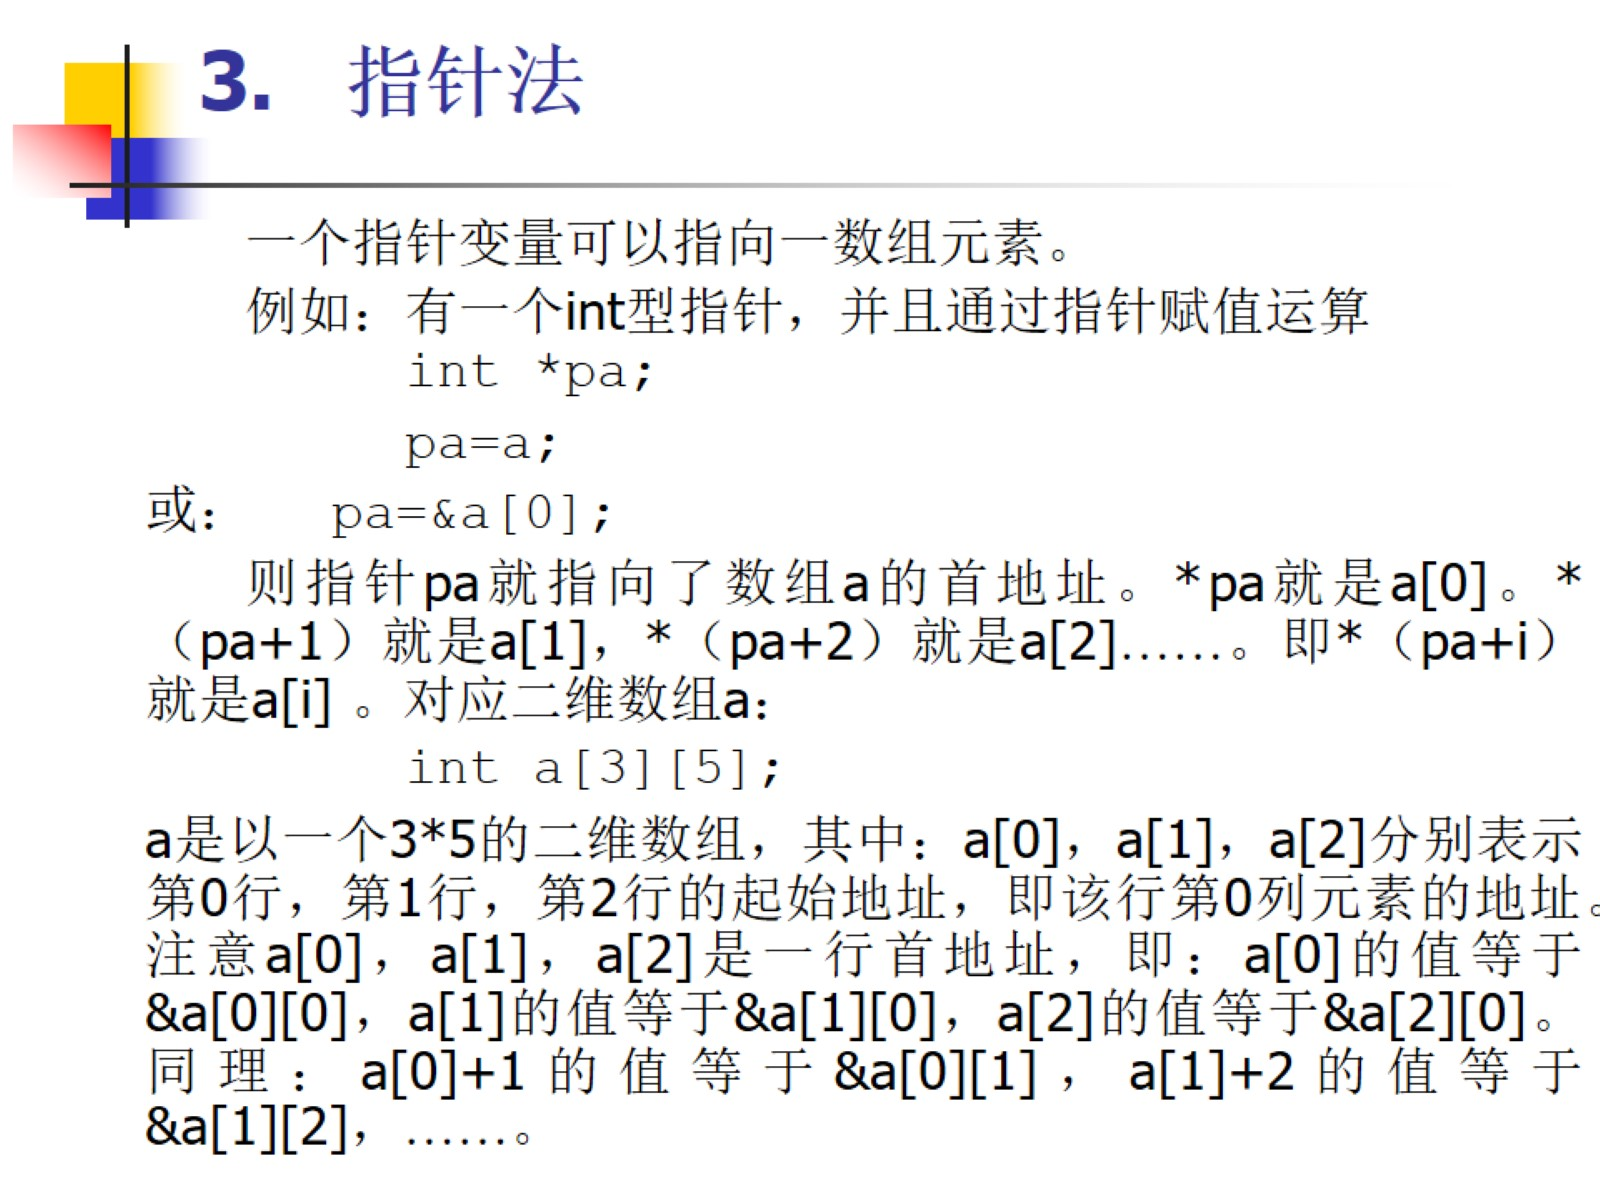 3. 指针法
一个指针变量可以指向一数组元素。
例如：有一个int型指针，并且通过指针赋值运算
int *pa;
pa=a;
或： pa=&a[0];
则指针pa就指向了数组a的首地址。*pa就是a[0]。*
（pa+1）就是a[1]，*（pa+2）就是a[2]……。即*（pa+i）
就是a[i] 。对应二维数组a：
int a[3][5];
a是以一个3*5的二维数组，其中：a[0]，a[1]，a[2]分别表示
第0行，第1行，第2行的起始地址，即该行第0列元素的地址。
注意a[0]，a[1]，a[2]是一行首地址，即：a[0]的值等于
&a[0][0]，a[1]的值等于&a[1][0]，a[2]的值等于&a[2][0]。
同理：a[0]+1的值等于&a[0][1]，a[1]+2的值等于
&a[1][2]，……。